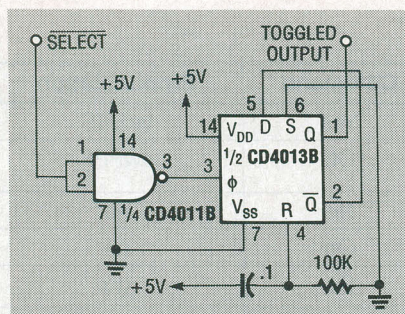 SELECT
TOGGLED
OUTPUT
+5V
+5V
5
6
14
14
V_DD
D
S
Q
1
1
2
3
3
1/2 CD4013B
φ
7
1/4 CD4011B
V_SS
R
Q̅
2
7
4
+5V
.1
100K